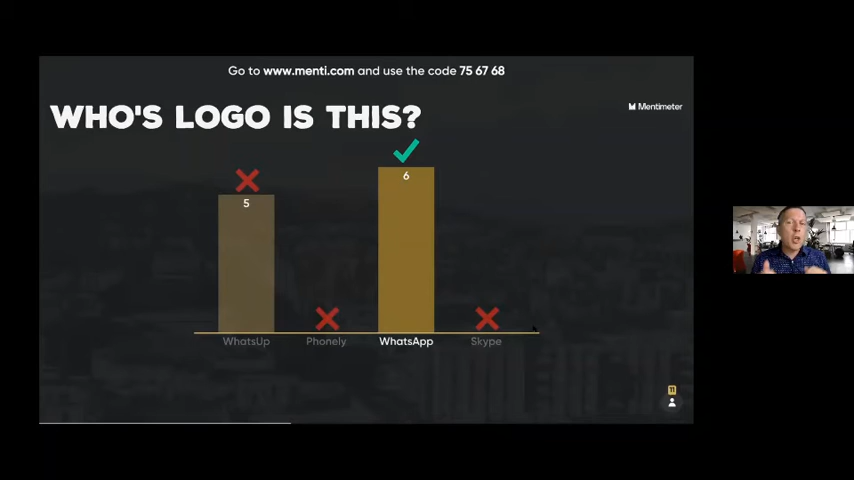 Go to www.menti.com and use the code 75 67 68
WHO'S LOGO IS THIS?
Mentimeter
5
6
WhatsUp
Phonely
WhatsApp
Skype
11